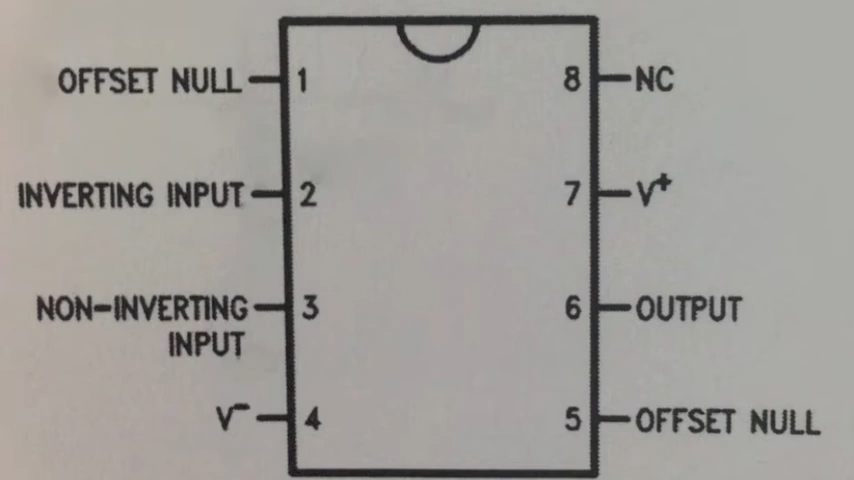 OFFSET NULL 1 8 NC
INVERTING INPUT 2 7 V+
NON-INVERTING 3 6 OUTPUT
INPUT
V- 4 5 OFFSET NULL